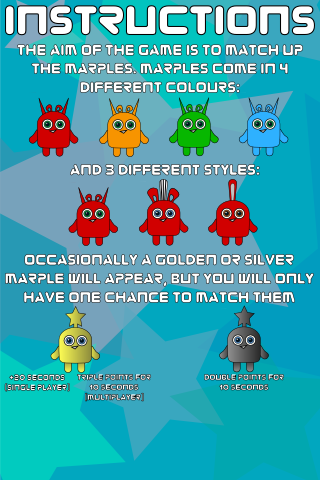 INSTRUCTIONS
THE AIM OF THE GAME IS TO MATCH UP
THE MARPLES. MARPLES COME IN 4
DIFFERENT COLOURS:
AND 3 DIFFERENT STYLES:
OCCASIONALLY A GOLDEN OR SILVER
MARPLE WILL APPEAR, BUT YOU WILL ONLY
HAVE ONE CHANCE TO MATCH THEM
+20 SECONDS
[SINGLE PLAYER]
TRIPLE POINTS FOR
10 SECONDS
[MULTIPLAYER]
DOUBLE POINTS FOR
10 SECONDS